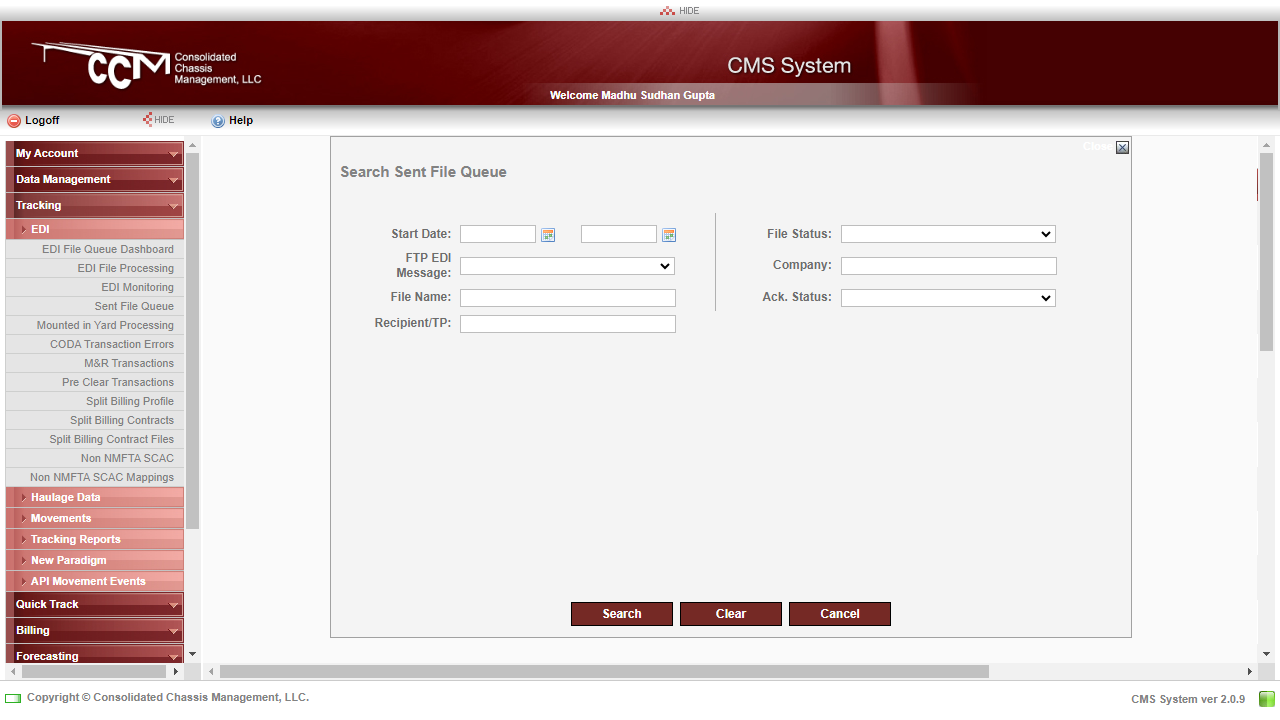 HIDE
CCM Consolidated
Chassis
Management, LLC
CMS System
Welcome Madhu Sudhan Gupta
Logoff HIDE Help
My Account
Data Management
Tracking
EDI
EDI File Queue Dashboard
EDI File Processing
EDI Monitoring
Sent File Queue
Mounted in Yard Processing
CODA Transaction Errors
M&R Transactions
Pre Clear Transactions
Split Billing Profile
Split Billing Contracts
Split Billing Contract Files
Non NMFTA SCAC
Non NMFTA SCAC Mappings
Haulage Data
Movements
Tracking Reports
New Paradigm
API Movement Events
Quick Track
Billing
Forecasting
Close
Search Sent File Queue
Start Date:
FTP EDI
Message:
File Name:
Recipient/TP:
File Status:
Company:
Ack. Status:
Search Clear Cancel
Copyright © Consolidated Chassis Management, LLC.
CMS System ver 2.0.9